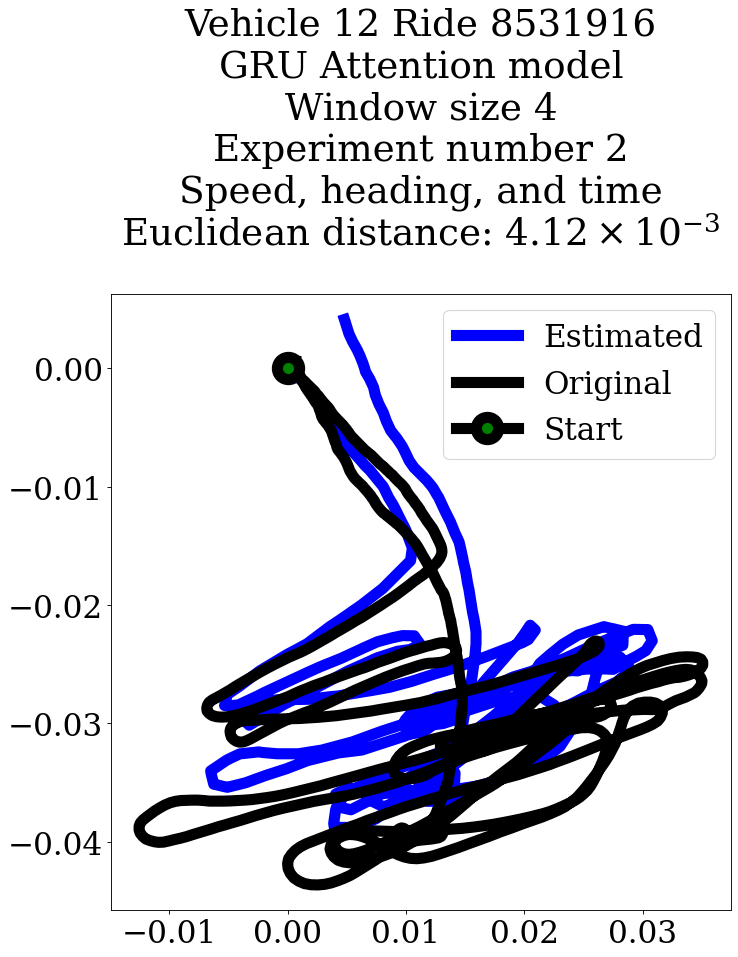 Vehicle 12 Ride 8531916
GRU Attention model
Window size 4
Experiment number 2
Speed, heading, and time
Euclidean distance: 4.12 × 10⁻³
Estimated
Original
Start
0.00
−0.01
−0.02
−0.03
−0.04
−0.01 0.00 0.01 0.02 0.03